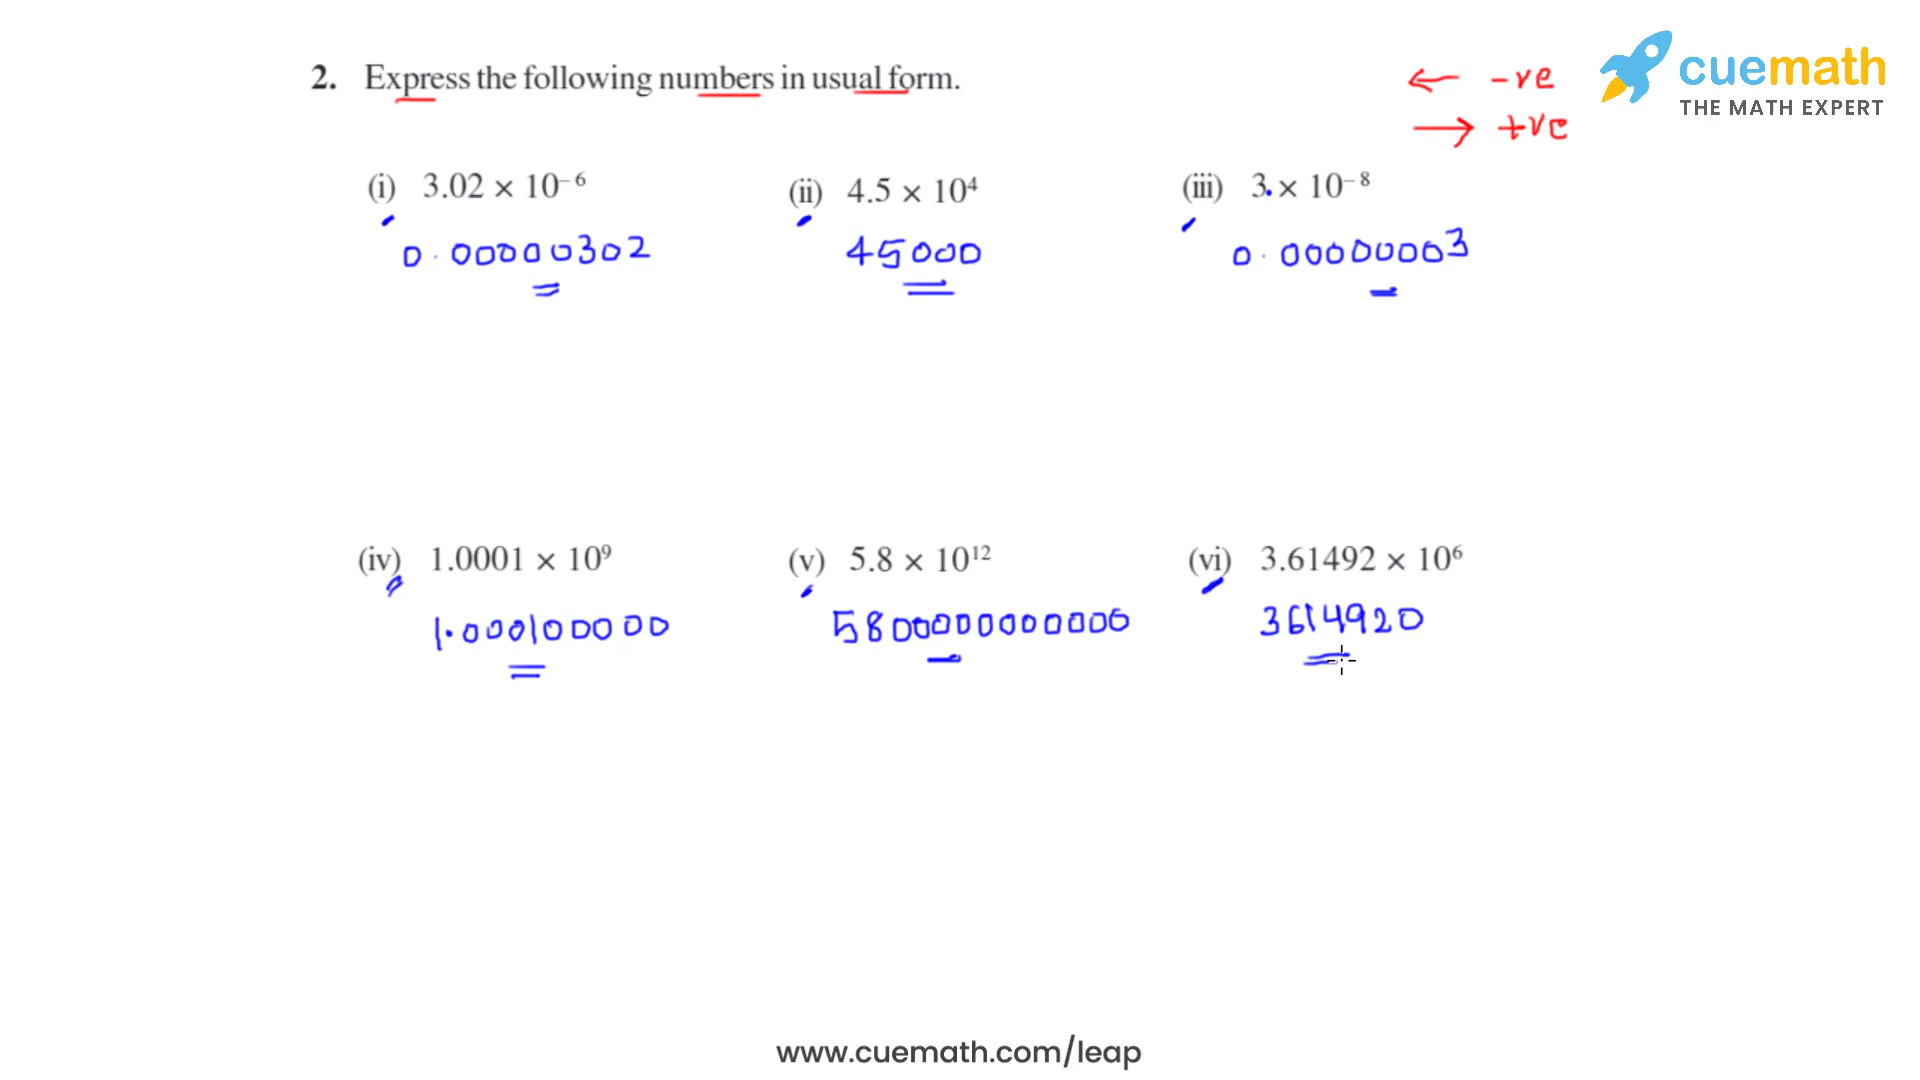 cuemath
THE MATH EXPERT
← -ve
→ +ve
2. Express the following numbers in usual form.
(i) 3.02 × 10⁻⁶ (ii) 4.5 × 10⁴ (iii) 3. × 10⁻⁸
0.00000302 45000 0.00000003
(iv) 1.0001 × 10⁹ (v) 5.8 × 10¹² (vi) 3.61492 × 10⁶
1.000100000 5800000000000 3614920
www.cuemath.com/leap